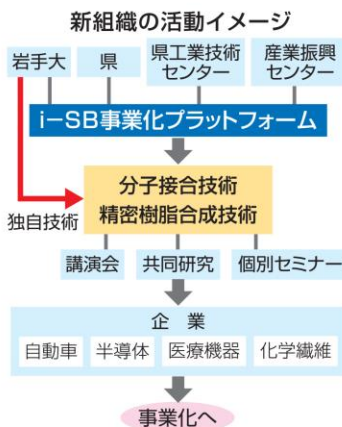 新組織の活動イメージ
岩手大
県
県工業技術
センター
産業振興
センター
i-SB事業化プラットフォーム
分子接合技術
精密樹脂合成技術
独自技術
講演会
共同研究
個別セミナー
企業
自動車
半導体
医療機器
化学繊維
事業化へ